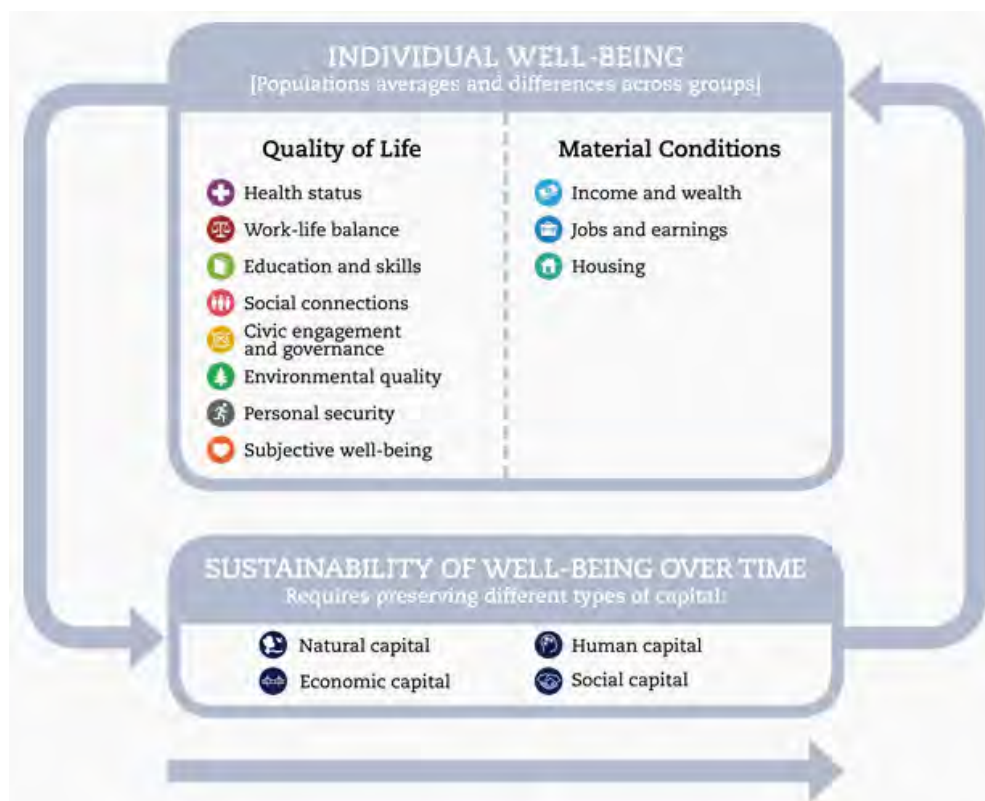 INDIVIDUAL WELL-BEING
[Populations averages and differences across groups]
Quality of Life
Health status
Work-life balance
Education and skills
Social connections
Civic engagement
and governance
Environmental quality
Personal security
Subjective well-being
Material Conditions
Income and wealth
Jobs and earnings
Housing
SUSTAINABILITY OF WELL-BEING OVER TIME
Requires preserving different types of capital:
Natural capital
Economic capital
Human capital
Social capital